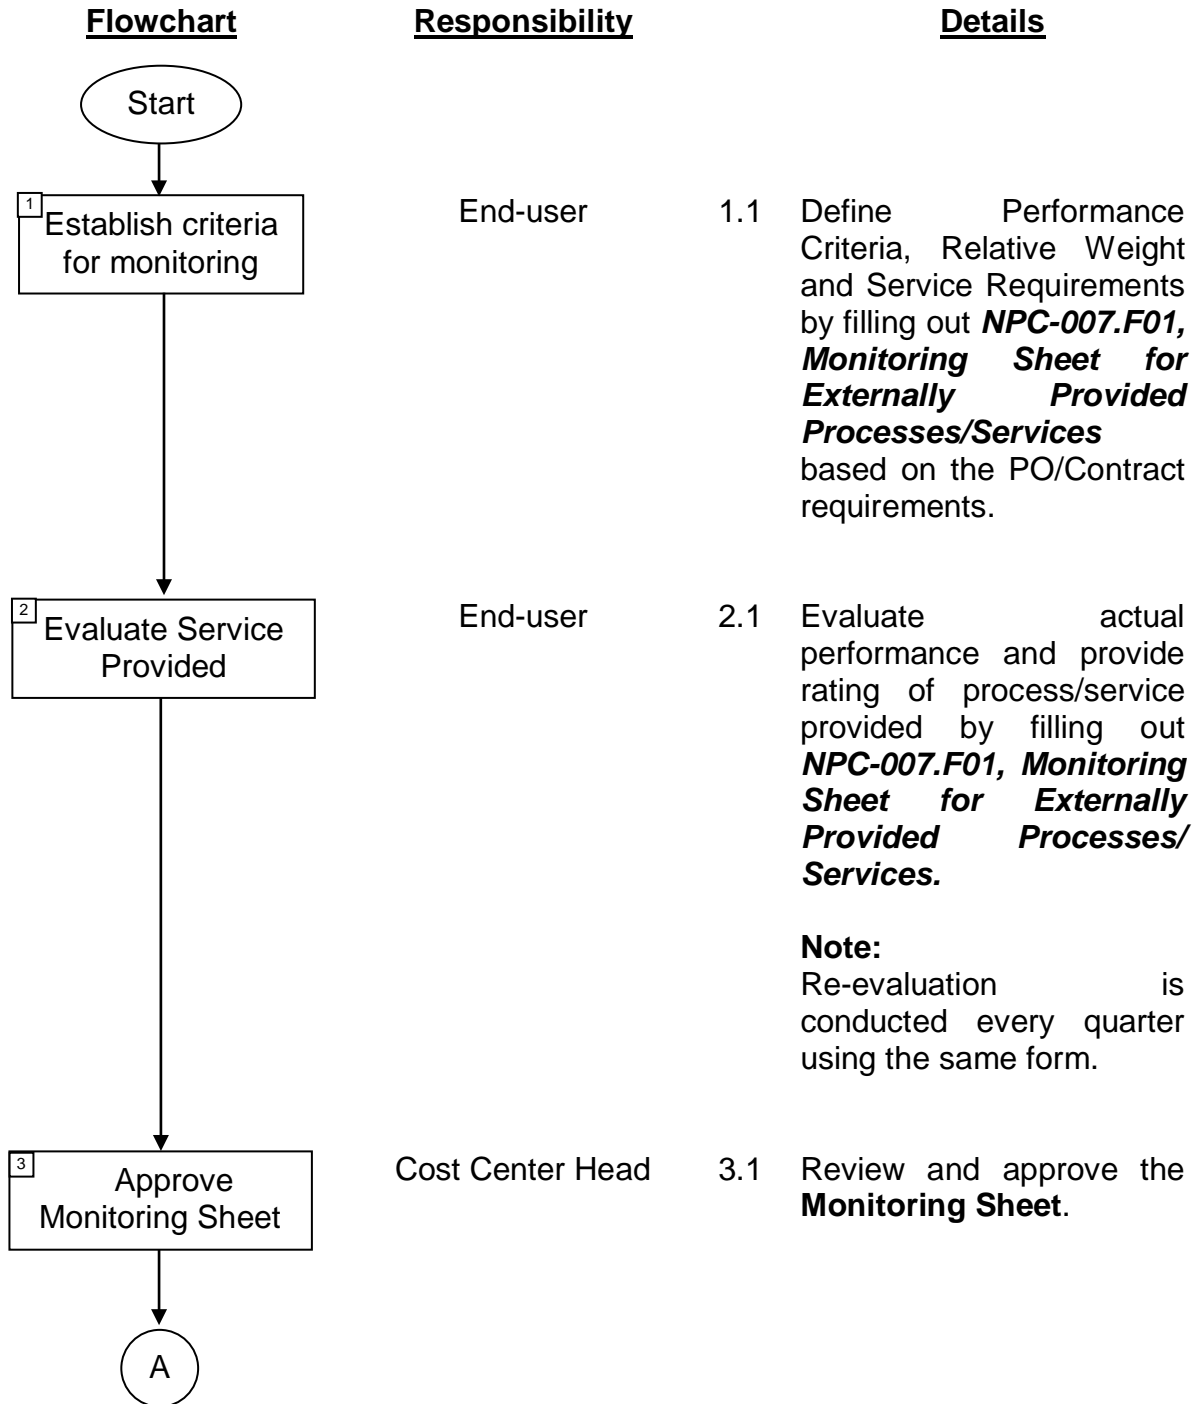 Flowchart Responsibility Details
Start
1
Establish criteria
for monitoring
End-user
1.1 Define Performance
Criteria, Relative Weight
and Service Requirements
by filling out NPC-007.F01,
Monitoring Sheet for
Externally Provided
Processes/Services
based on the PO/Contract
requirements.
2
Evaluate Service
Provided
End-user
2.1 Evaluate actual
performance and provide
rating of process/service
provided by filling out
NPC-007.F01, Monitoring
Sheet for Externally
Provided Processes/
Services.
Note:
Re-evaluation is
conducted every quarter
using the same form.
3
Approve
Monitoring Sheet
Cost Center Head
3.1 Review and approve the
Monitoring Sheet.
A